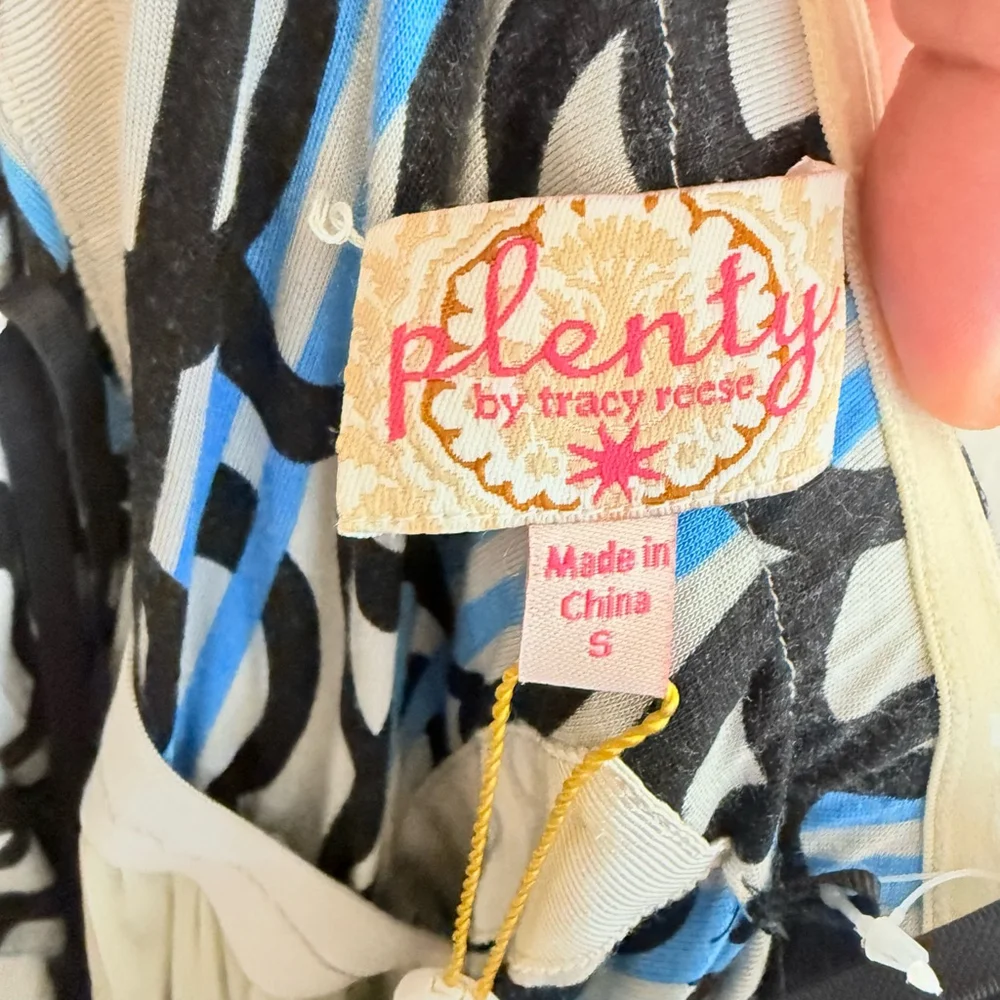 plenty
by tracy reese
Made in
China
S